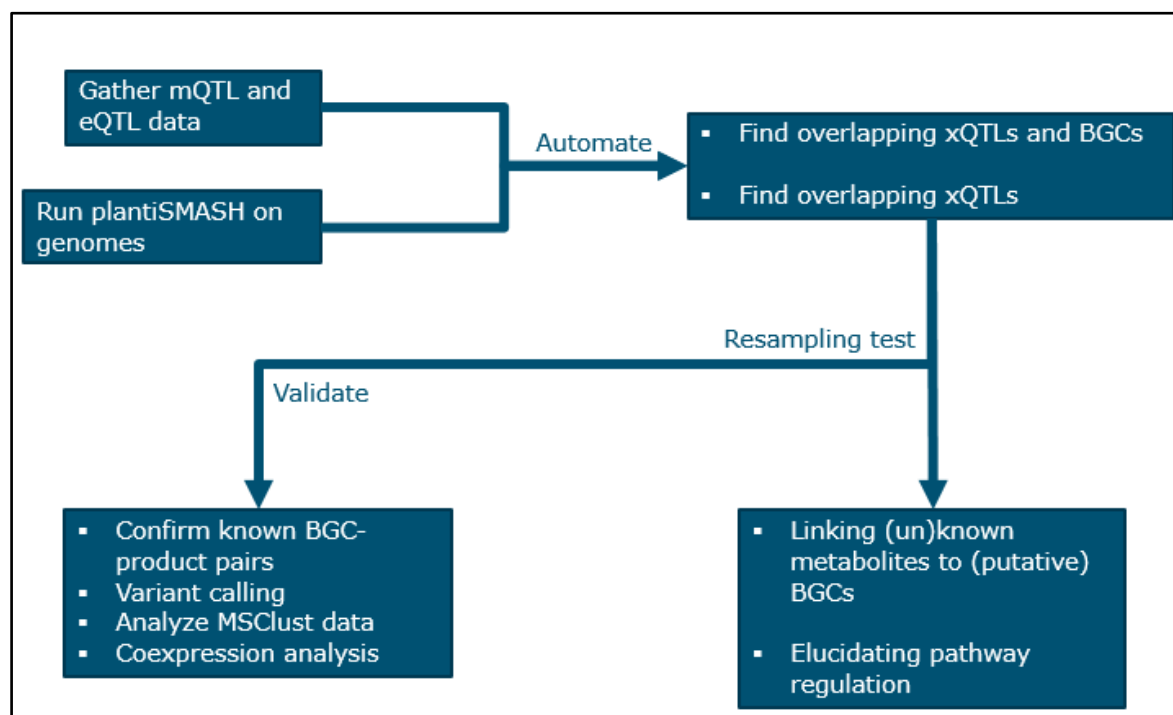 Gather mQTL and
eQTL data
Run plantiSMASH on
genomes
Automate
▪ Find overlapping xQTLs and BGCs
▪ Find overlapping xQTLs
Resampling test
Validate
▪ Confirm known BGC-
product pairs
▪ Variant calling
▪ Analyze MSClust data
▪ Coexpression analysis
▪ Linking (un)known
metabolites to (putative)
BGCs
▪ Elucidating pathway
regulation